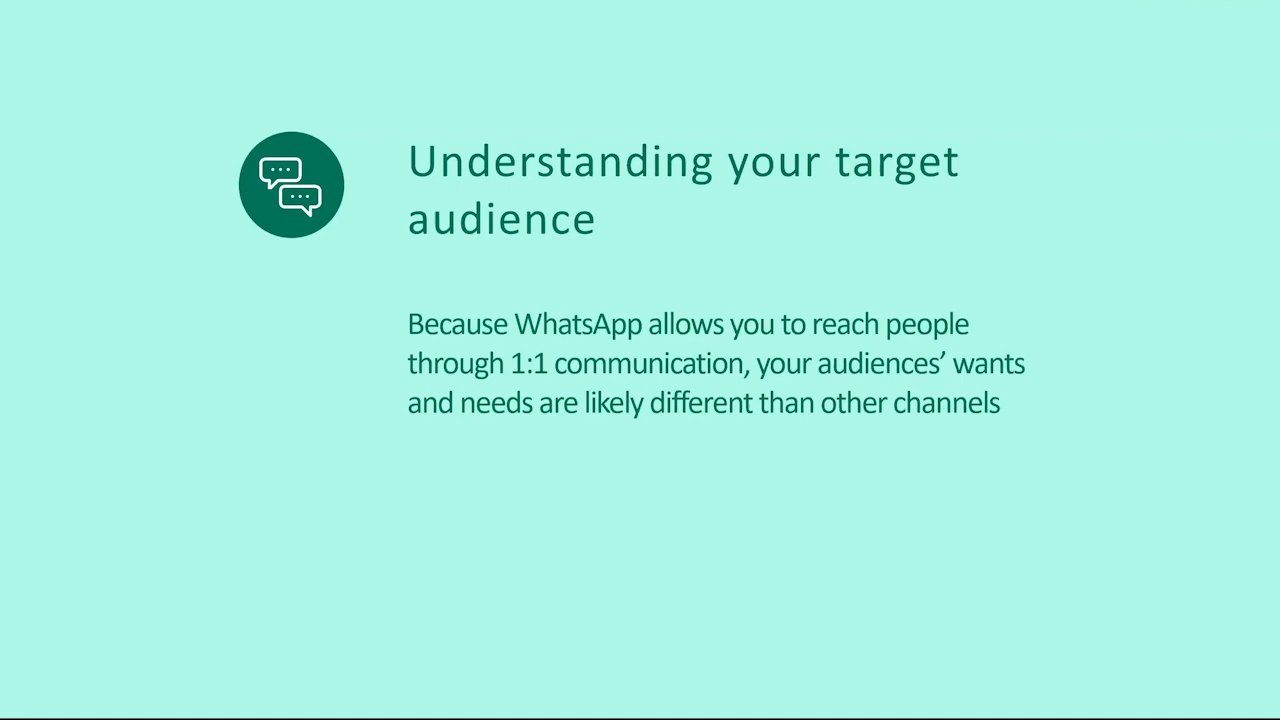 Understanding your target
audience
Because WhatsApp allows you to reach people
through 1:1 communication, your audiences’ wants
and needs are likely different than other channels